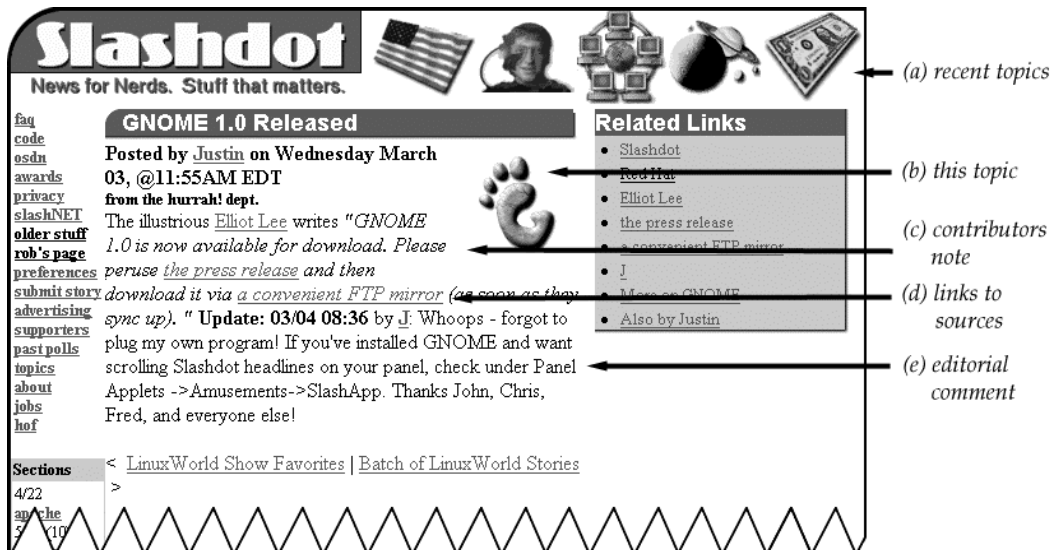 Slashdot
News for Nerds. Stuff that matters.
faq
code
osdn
awards
privacy
slashNET
older stuff
rob's page
preferences
submit story
advertising
supporters
past polls
topics
about
jobs
hof
Sections
4/22
apache
GNOME 1.0 Released
Posted by Justin on Wednesday March
03, @11:55AM EDT
from the hurrah! dept.
The illustrious Elliot Lee writes "GNOME
1.0 is now available for download. Please
peruse the press release and then
download it via a convenient FTP mirror (as soon as they
sync up). " Update: 03/04 08:36 by J: Whoops - forgot to
plug my own program! If you've installed GNOME and want
scrolling Slashdot headlines on your panel, check under Panel
Applets ->Amusements->SlashApp. Thanks John, Chris,
Fred, and everyone else!
< LinuxWorld Show Favorites | Batch of LinuxWorld Stories
>
Related Links
• Slashdot
• Red Hat
• Elliot Lee
• the press release
• a convenient FTP mirror
• J
• More on GNOME
• Also by Justin
(a) recent topics
(b) this topic
(c) contributors
note
(d) links to
sources
(e) editorial
comment